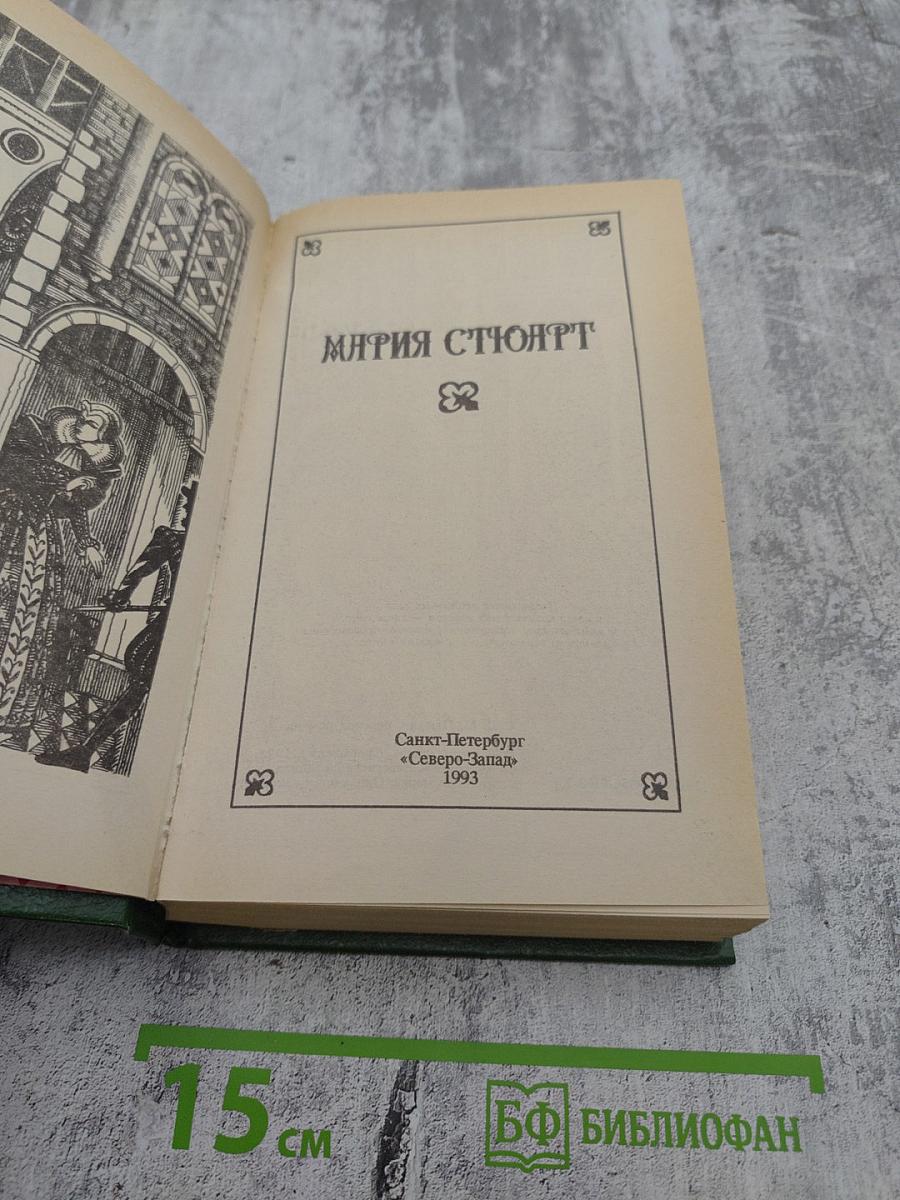 МАРИЯ СТЮАРТ
Санкт-Петербург
«Северо-Запад»
1993
15 см
БФ БИБЛИОФАН